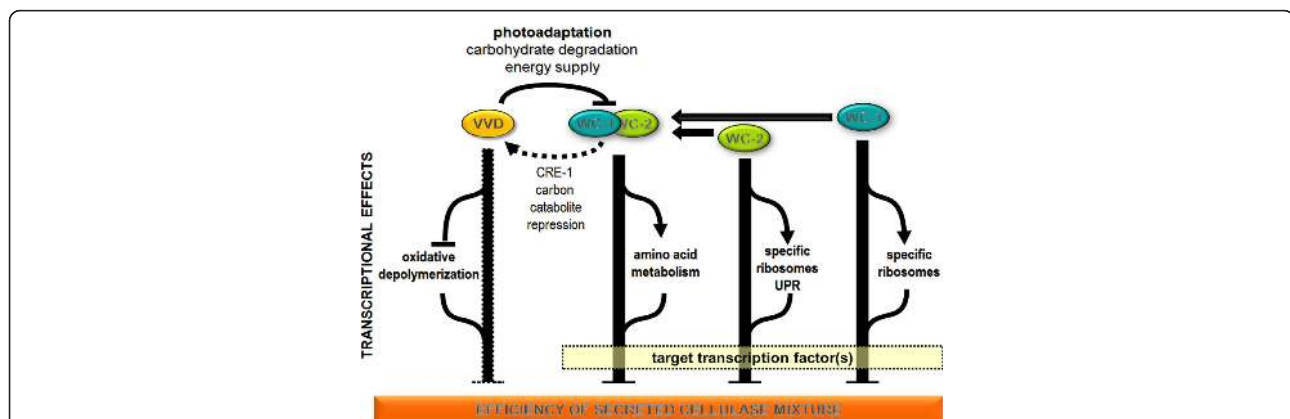 photoadaptation
carbohydrate degradation
energy supply
VVD
WC-1
WC-2
WC-2
WC-1
CRE-1
carbon
catabolite
repression
TRANSCRIPTIONAL EFFECTS
oxidative
depolymerization
amino acid
metabolism
specific
ribosomes
UPR
specific
ribosomes
target transcription factor(s)
EFFICIENCY OF SECRETED CELLULASE MIXTURE